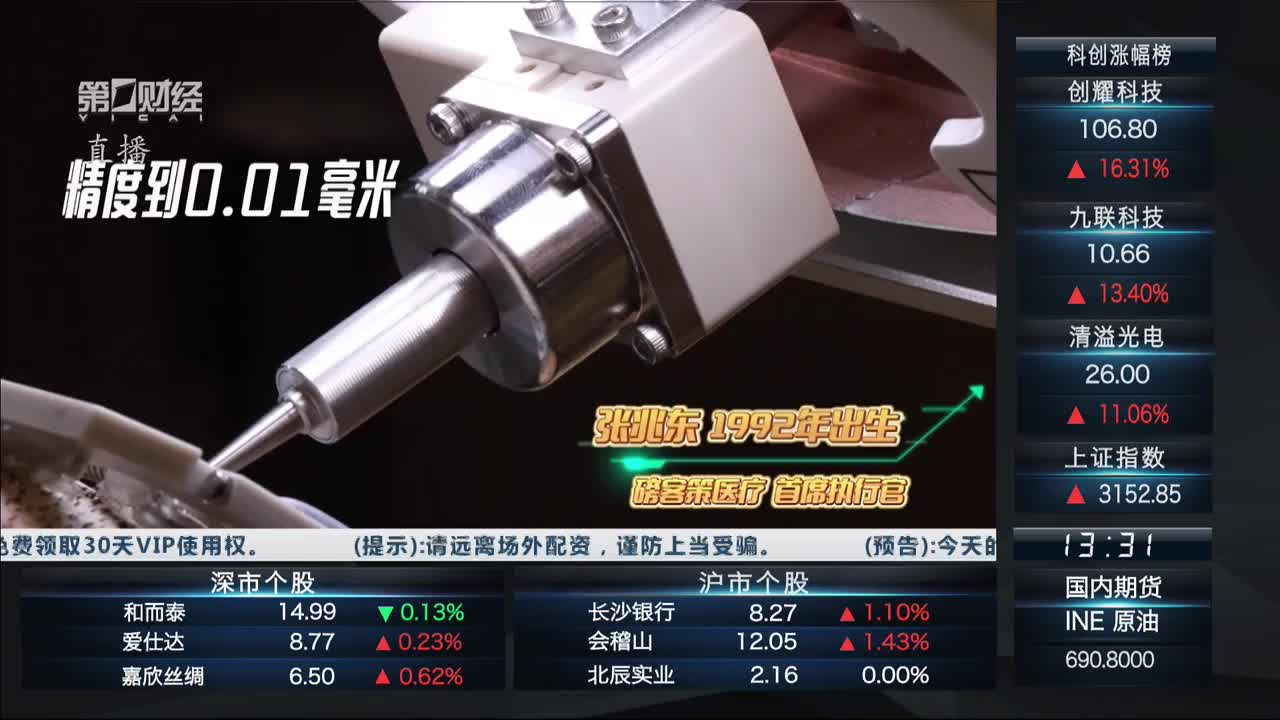 第一财经
YICAI
直播
精度到0.01毫米
张兆东 1992年出生
磅客策医疗 首席执行官
费领取30天VIP使用权。 (提示):请远离场外配资，谨防上当受骗。 (预告):今天的
深市个股
和而泰 14.99 ▼0.13%
爱仕达 8.77 ▲0.23%
嘉欣丝绸 6.50 ▲0.62%
沪市个股
长沙银行 8.27 ▲1.10%
会稽山 12.05 ▲1.43%
北辰实业 2.16 0.00%
科创涨幅榜
创耀科技
106.80
▲ 16.31%
九联科技
10.66
▲ 13.40%
清溢光电
26.00
▲ 11.06%
上证指数
▲ 3152.85
13:31
国内期货
INE 原油
690.8000